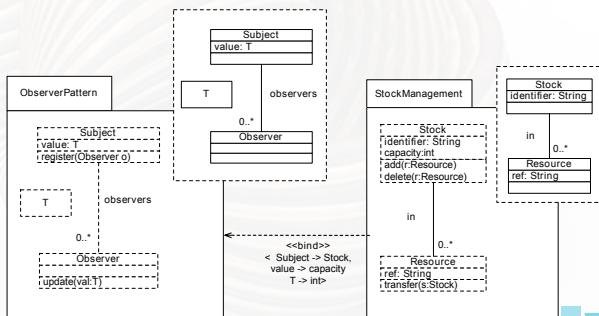 Subject
value: T
T
observers
0..*
Observer
ObserverPattern
Subject
value: T
register(Observer o)
T
observers
0..*
Observer
update(val:T)
<<bind>>
< Subject -> Stock,
value -> capacity
T -> int>
StockManagement
Stock
identifier: String
capacity:int
add(r:Resource)
delete(r:Resource)
in
0..*
Resource
ref: String
transfer(s:Stock)
Stock
identifier: String
in
0..*
Resource
ref: String